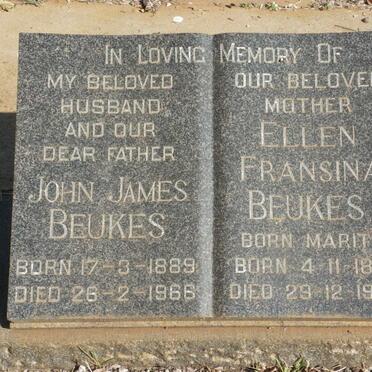 IN LOVING MEMORY OF
MY BELOVED
HUSBAND
AND OUR
DEAR FATHER
JOHN JAMES
BEUKES
BORN 17-3-1889
DIED 26-2-1966
OUR BELOVED
MOTHER
ELLEN
FRANSINA
BEUKES
BORN MARIT
BORN 4-11-18
DIED 29-12-19